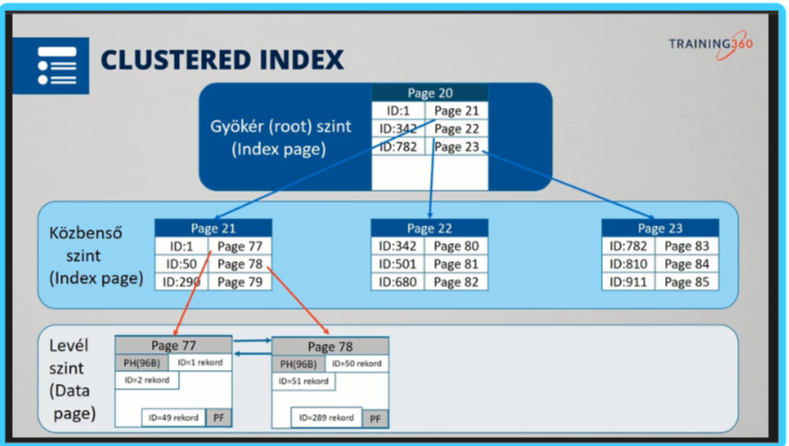 TRAINING360
CLUSTERED INDEX
Gyökér (root) szint
(Index page)
Page 20
ID:1 Page 21
ID:342 Page 22
ID:782 Page 23
Közbenső
szint
(Index page)
Page 21
ID:1 Page 77
ID:50 Page 78
ID:290 Page 79
Page 22
ID:342 Page 80
ID:501 Page 81
ID:680 Page 82
Page 23
ID:782 Page 83
ID:810 Page 84
ID:911 Page 85
Levél
szint
(Data
page)
Page 77
PH(96B) ID=1 rekord
ID=2 rekord
ID=49 rekord PF
Page 78
PH(96B) ID=50 rekord
ID=51 rekord
ID=289 rekord PF